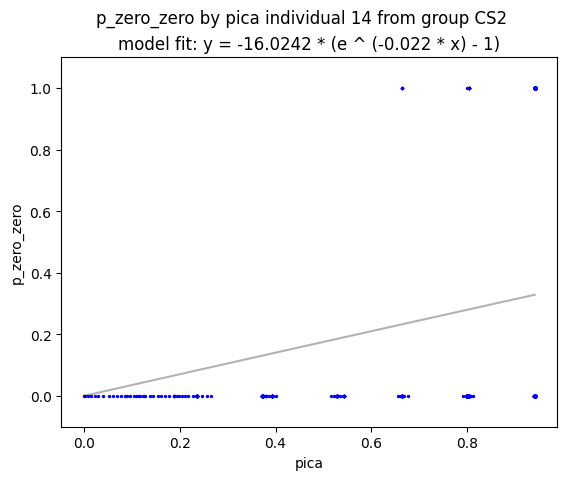 p_zero_zero by pica individual 14 from group CS2
model fit: y = -16.0242 * (e ^ (-0.022 * x) - 1)
1.0
0.8
0.6
0.4
0.2
0.0
p_zero_zero
0.0 0.2 0.4 0.6 0.8
pica